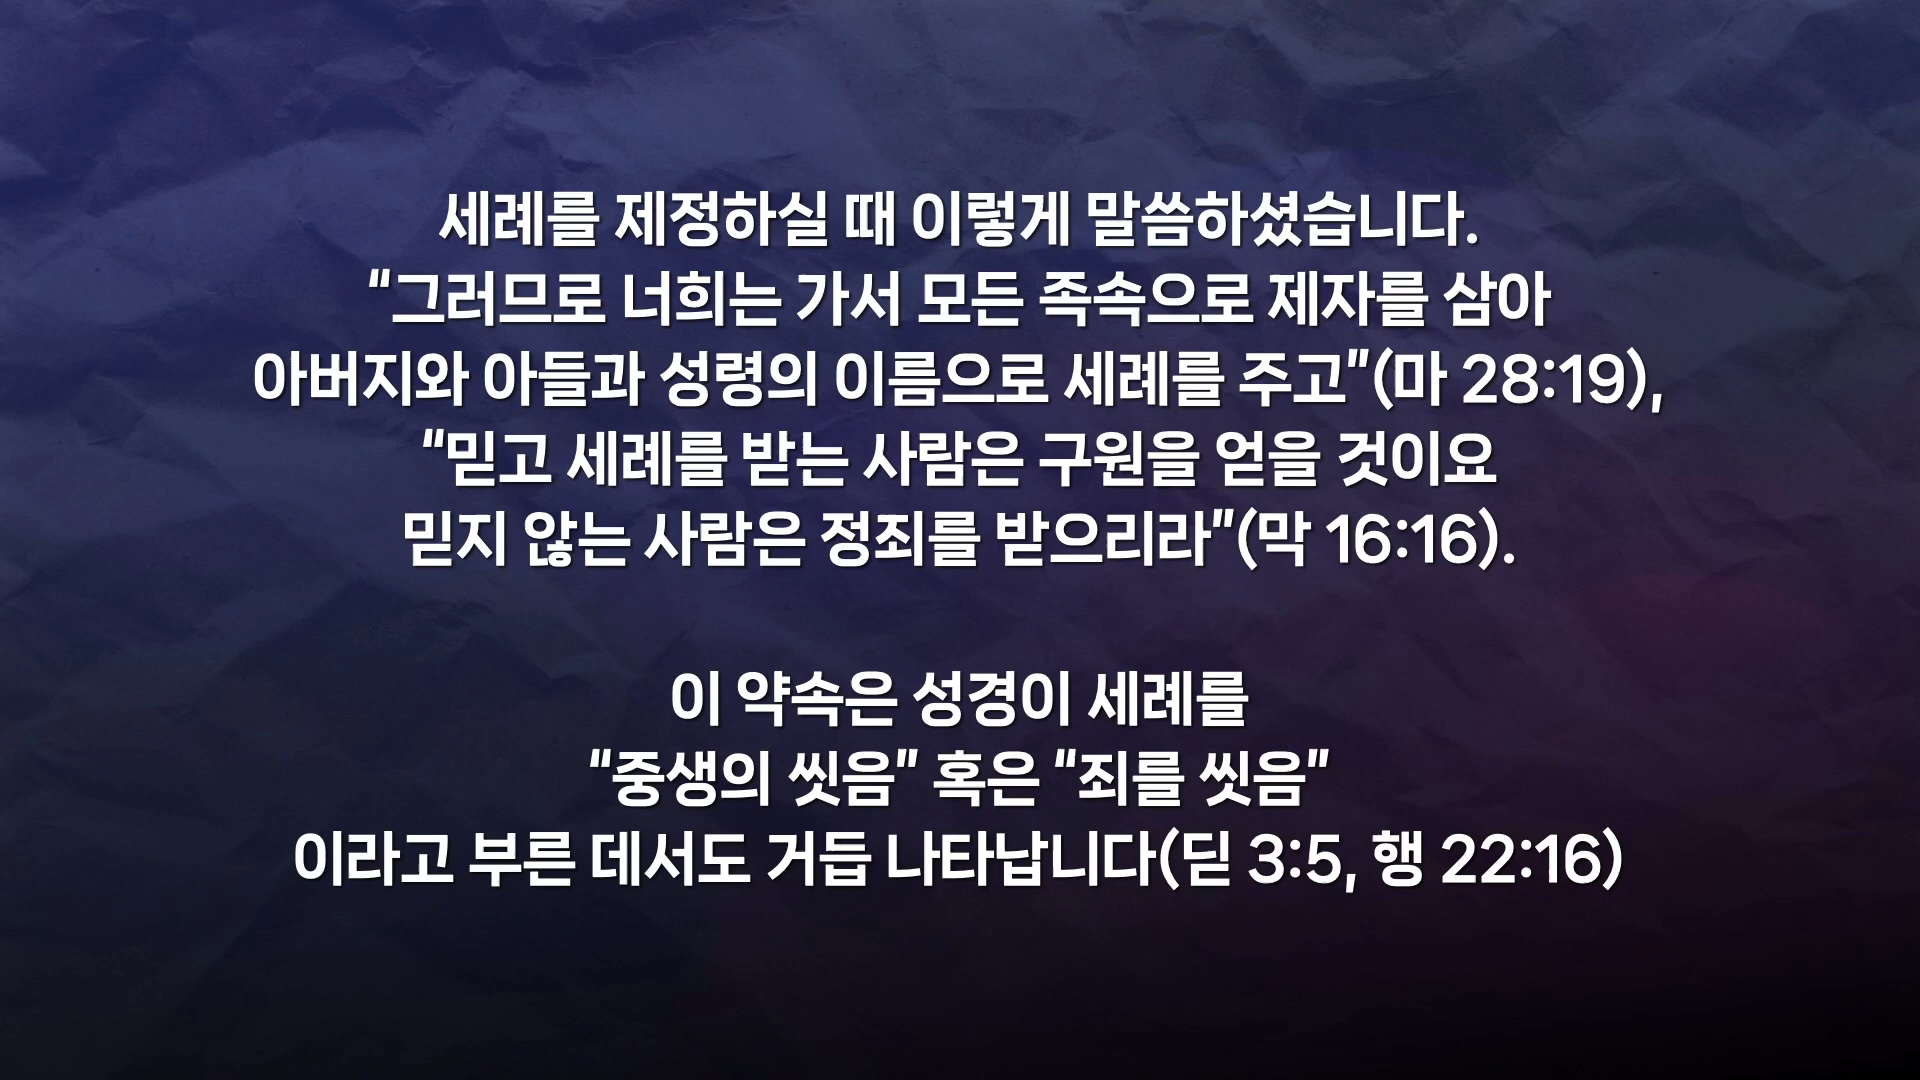 세례를 제정하실 때 이렇게 말씀하셨습니다.
“그러므로 너희는 가서 모든 족속으로 제자를 삼아
아버지와 아들과 성령의 이름으로 세례를 주고”(마 28:19),
“믿고 세례를 받는 사람은 구원을 얻을 것이요
믿지 않는 사람은 정죄를 받으리라”(막 16:16).
이 약속은 성경이 세례를
“중생의 씻음” 혹은 “죄를 씻음”
이라고 부른 데서도 거듭 나타납니다(딛 3:5, 행 22:16)